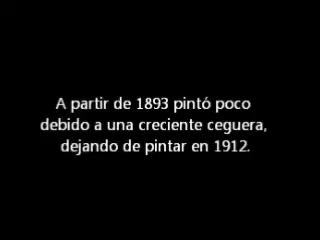 A partir de 1893 pintó poco
debido a una creciente ceguera,
dejando de pintar en 1912.